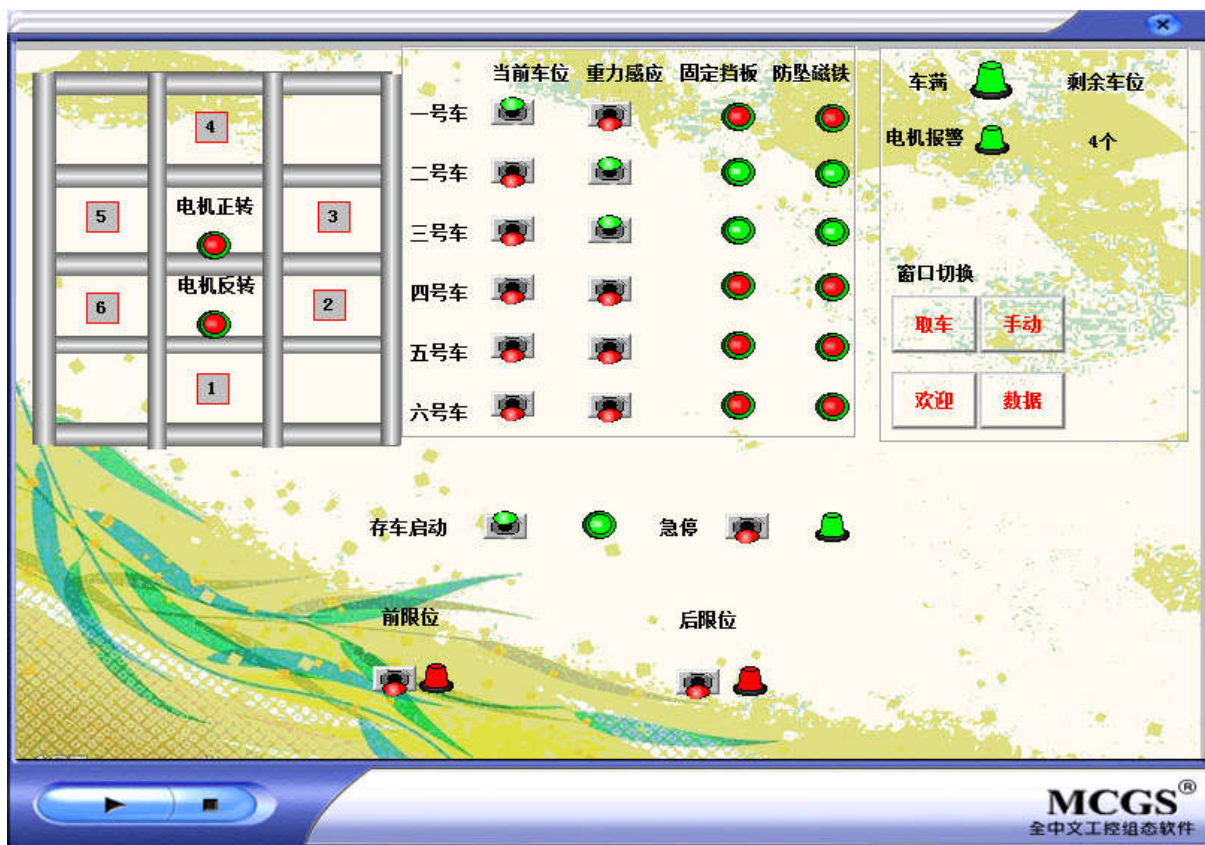 当前车位 重力感应 固定挡板 防坠磁铁
一号车
二号车
三号车
四号车
五号车
六号车
4
5
电机正转
3
电机反转
6
2
1
车满
剩余车位
电机报警
4个
窗口切换
取车 手动
欢迎 数据
存车启动
急停
前限位
后限位
MCGS®
全中文工控组态软件